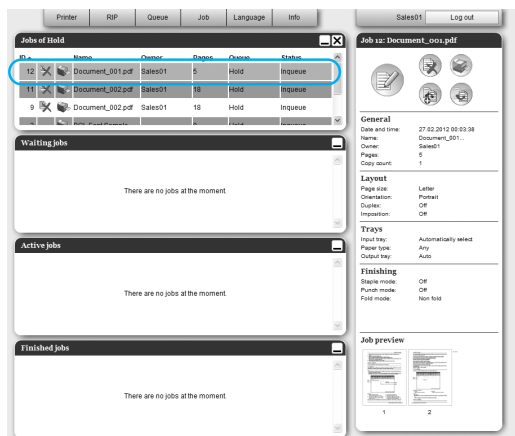 Printer RIP Queue Job Language Info Sales01 Log out
Jobs of Hold
ID Name Owner Pages Queue Status
12 Document_001.pdf Sales01 5 Hold Inqueue
11 Document_002.pdf Sales01 18 Hold Inqueue
9 Document_002.pdf Sales01 18 Hold Inqueue
Waiting jobs
There are no jobs at the moment.
Active jobs
There are no jobs at the moment.
Finished jobs
There are no jobs at the moment.
Job 12: Document_001.pdf
General
Date and time: 27.02.2012 00:03:38
Name: Document_001...
Owner: Sales01
Pages: 5
Copy count: 1
Layout
Page size: Letter
Orientation: Portrait
Duplex: Off
Imposition: Off
Trays
Input tray: Automatically select
Paper type: Any
Output tray: Auto
Finishing
Staple mode: Off
Punch mode: Off
Fold mode: Non fold
Job preview
1 2